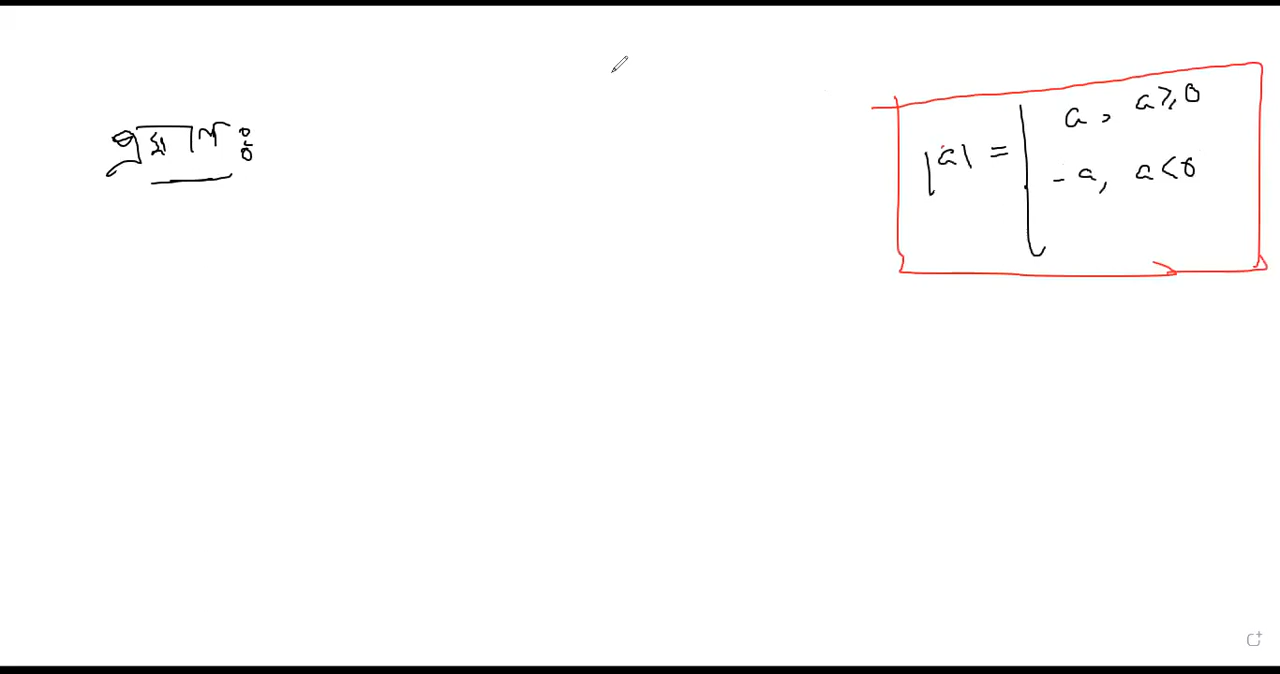 প্রমাণঃ
|a| = { a, a≥0
-a, a<0